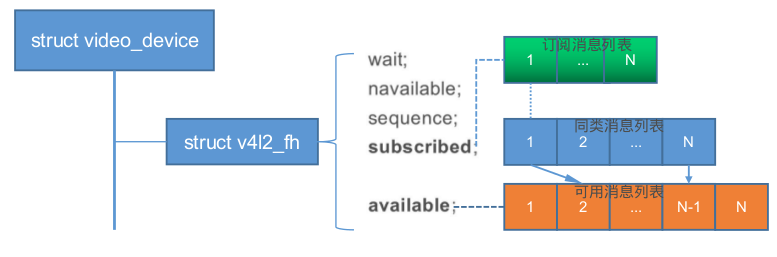 struct video_device
struct v4l2_fh
wait;
navailable;
sequence;
subscribed;
available;
订阅消息列表
1 ... N
同类消息列表
1 2 ... N
可用消息列表
1 2 ... N-1 N